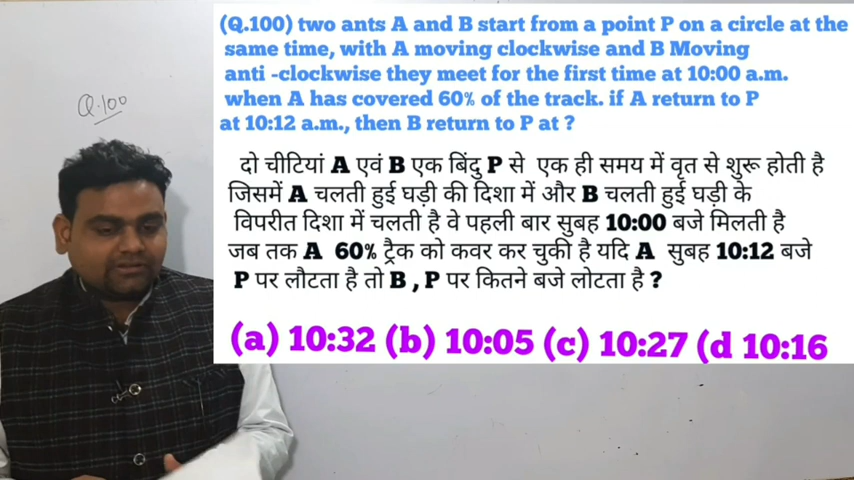 Q.100
(Q.100) two ants A and B start from a point P on a circle at the
same time, with A moving clockwise and B Moving
anti -clockwise they meet for the first time at 10:00 a.m.
when A has covered 60% of the track. if A return to P
at 10:12 a.m., then B return to P at ?
दो चीटियां A एवं B एक बिंदु P से एक ही समय में वृत से शुरू होती है
जिसमें A चलती हुई घड़ी की दिशा में और B चलती हुई घड़ी के
विपरीत दिशा में चलती है वे पहली बार सुबह 10:00 बजे मिलती है
जब तक A 60% ट्रैक को कवर कर चुकी है यदि A सुबह 10:12 बजे
P पर लौटता है तो B , P पर कितने बजे लोटता है ?
(a) 10:32 (b) 10:05 (c) 10:27 (d 10:16